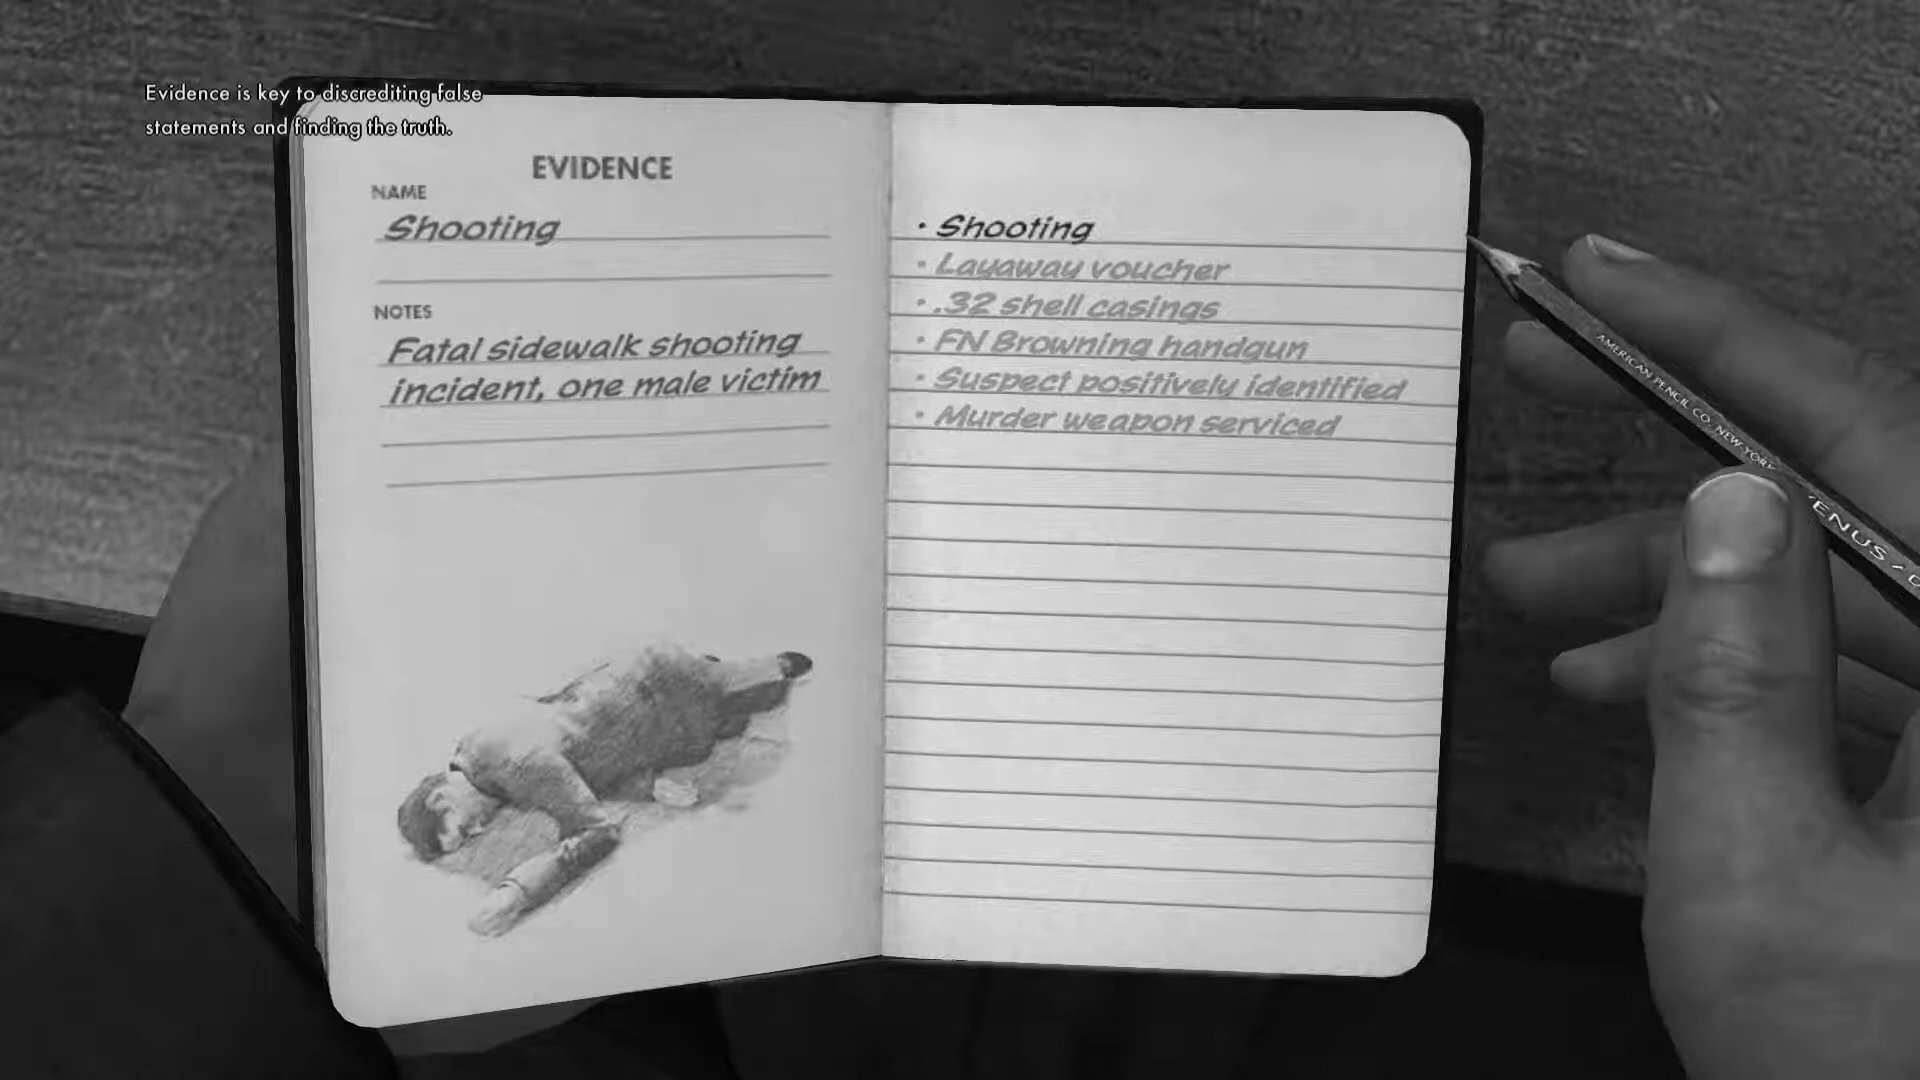 Evidence is key to discrediting false
statements and finding the truth.
EVIDENCE
NAME
Shooting
NOTES
Fatal sidewalk shooting
incident, one male victim
• Shooting
• Layaway voucher
• .32 shell casings
• FN Browning handgun
• Suspect positively identified
• Murder weapon serviced
AMERICAN PENCIL CO. NEW YORK